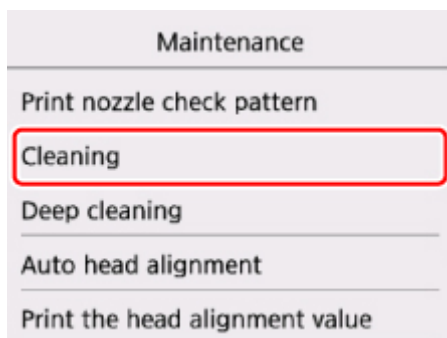 Maintenance
Print nozzle check pattern
Cleaning
Deep cleaning
Auto head alignment
Print the head alignment value